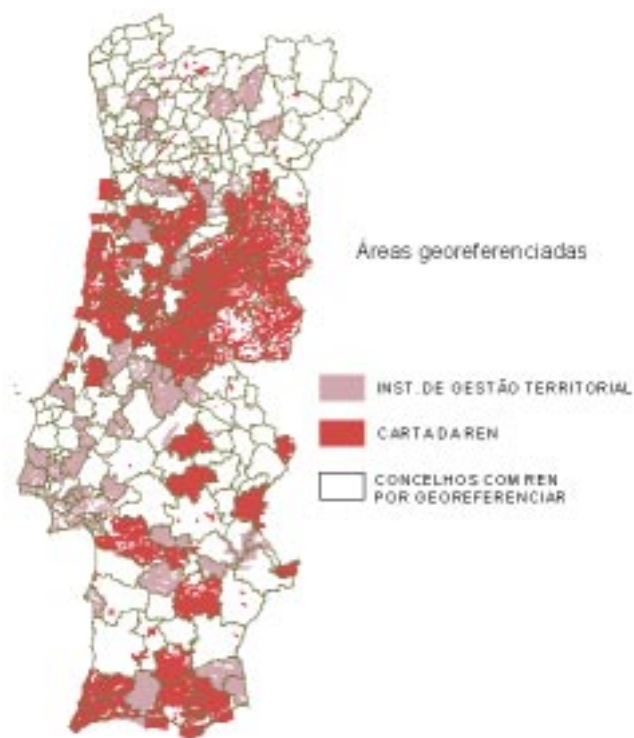 Áreas georeferenciadas
INST. DE GESTÃO TERRITORIAL
CARTA DA REN
CONCELHOS COM REN
POR GEOREFERENCIAR